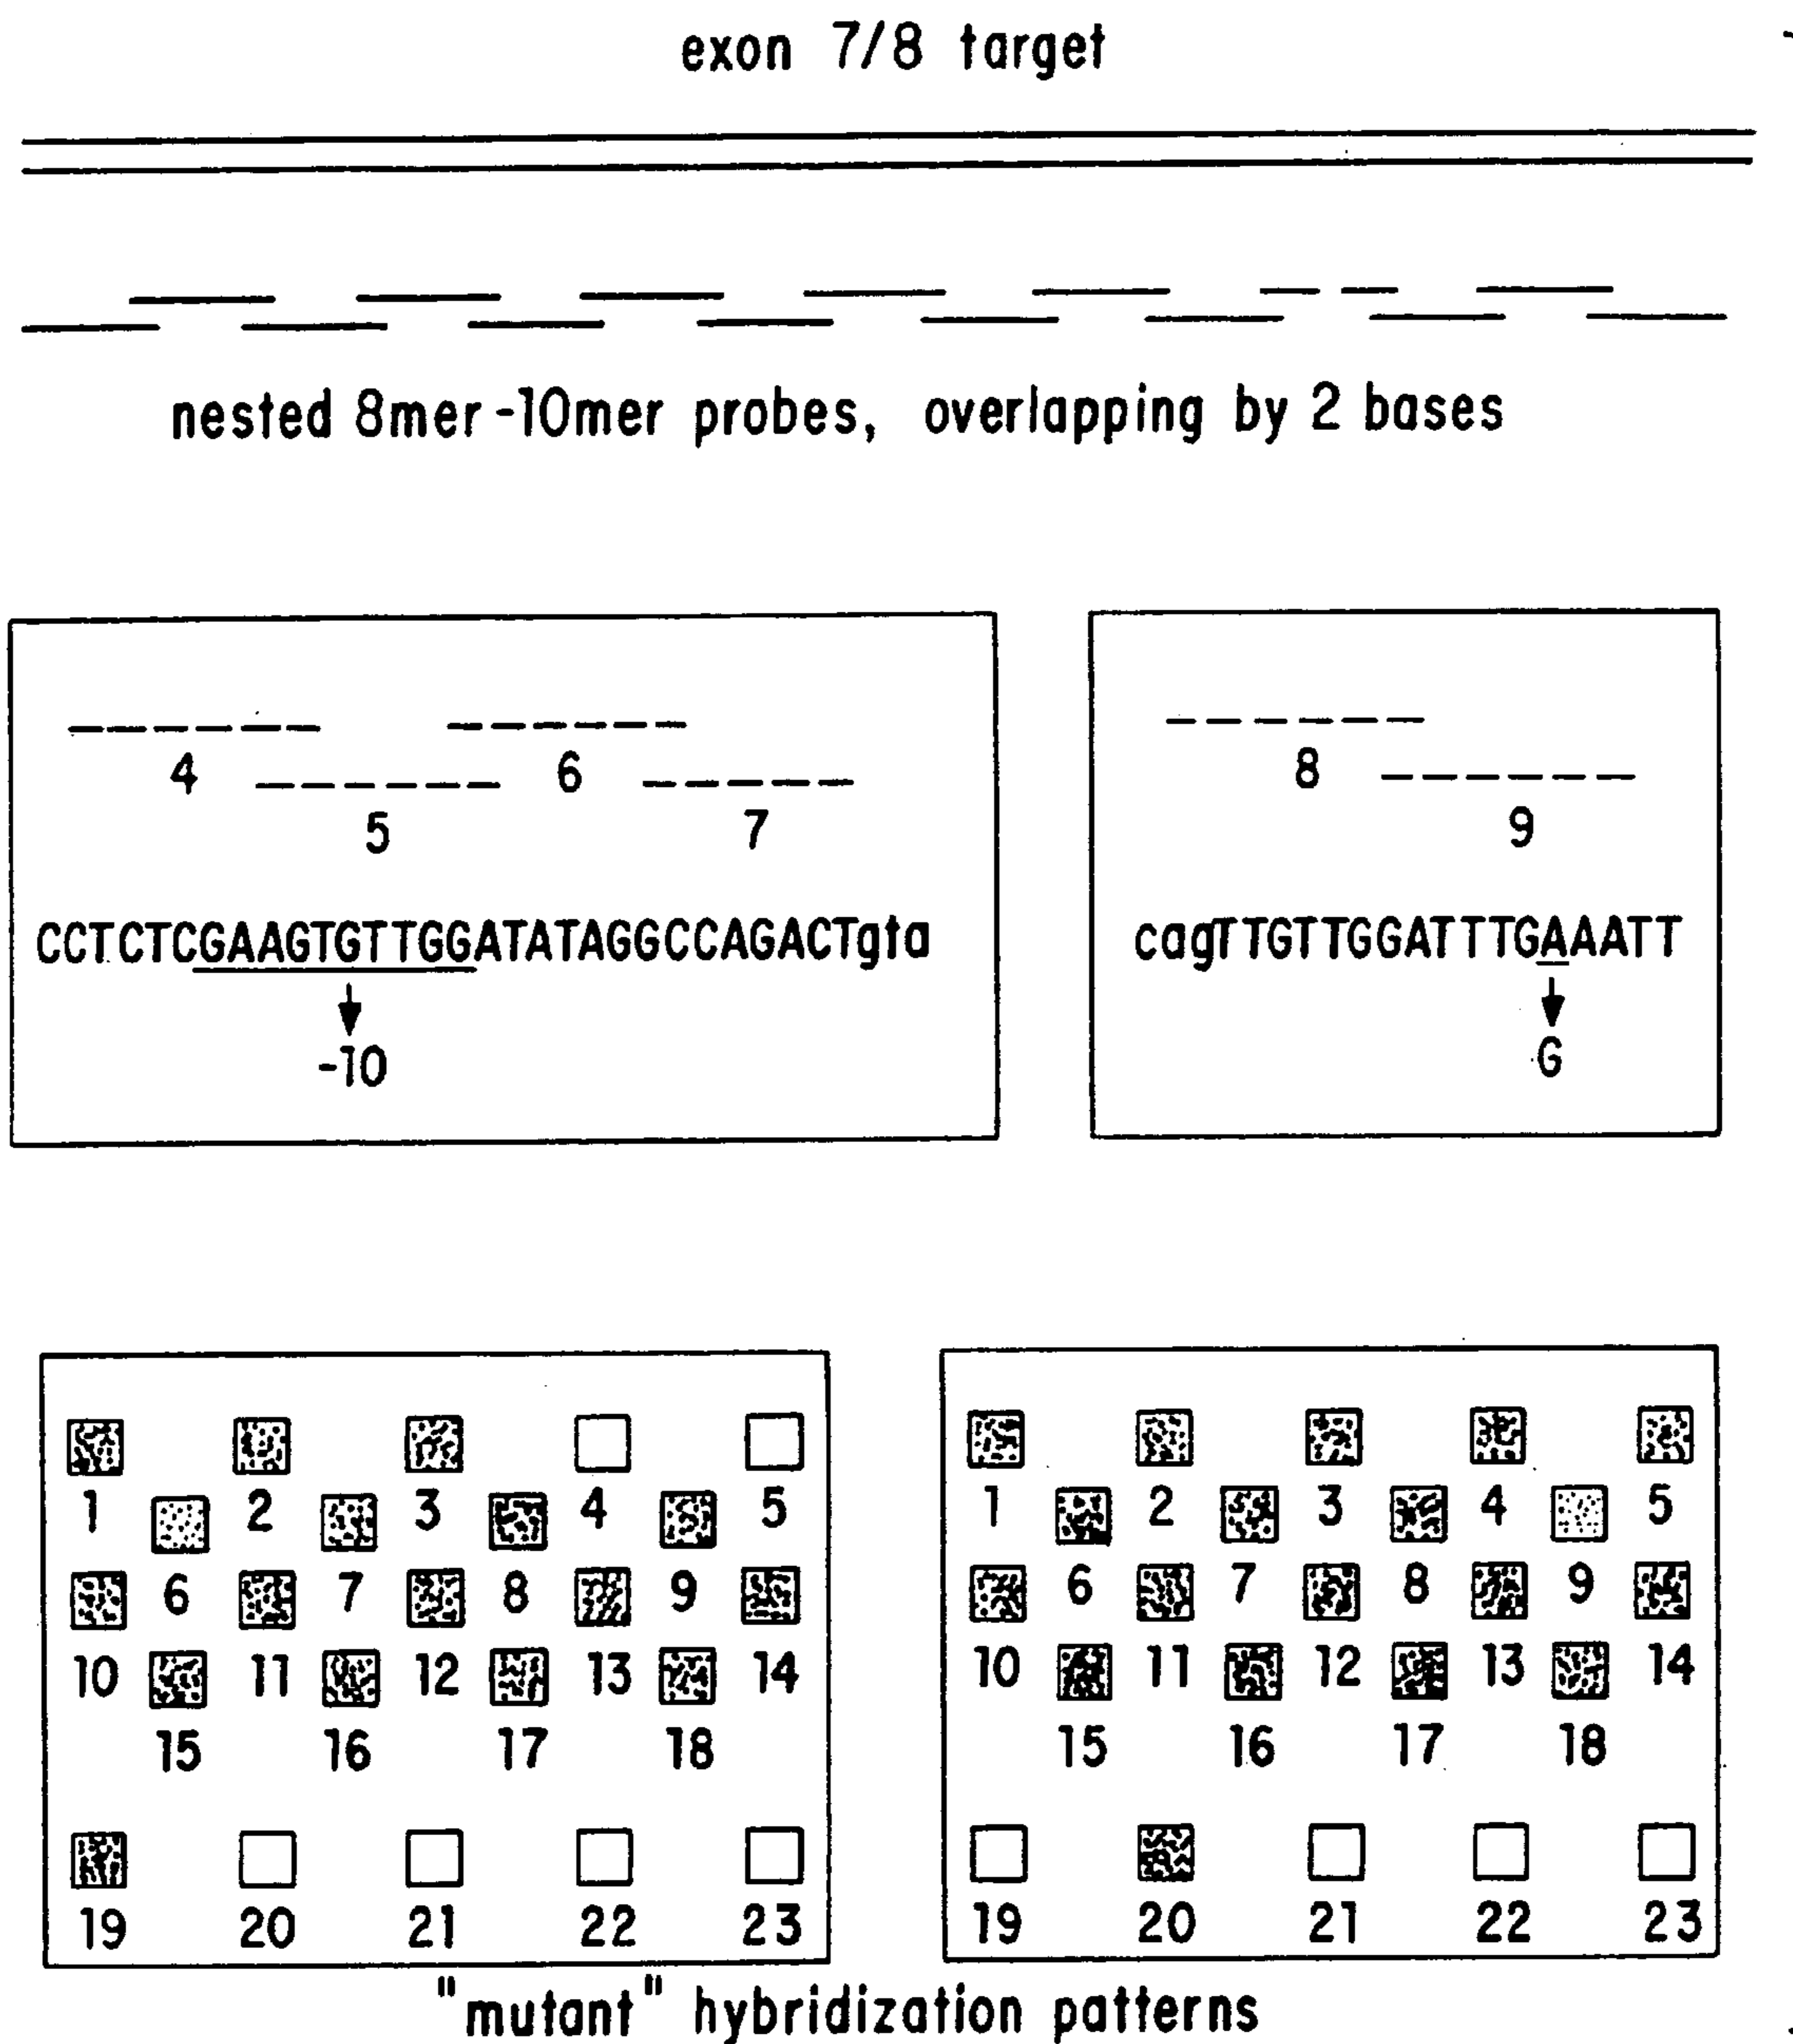 exon 7/8 target
nested 8mer-10mer probes, overlapping by 2 bases
4 6
5 7
CCTCTCGAAGTGTTGGATATAGGCCAGACTgta
-10
8
9
cagTTGTTGGATTTGAAATT
G
1 2 3 4 5
6 7 8 9
10 11 12 13 14
15 16 17 18
19 20 21 22 23
1 2 3 4 5
6 7 8 9
10 11 12 13 14
15 16 17 18
19 20 21 22 23
"mutant" hybridization patterns